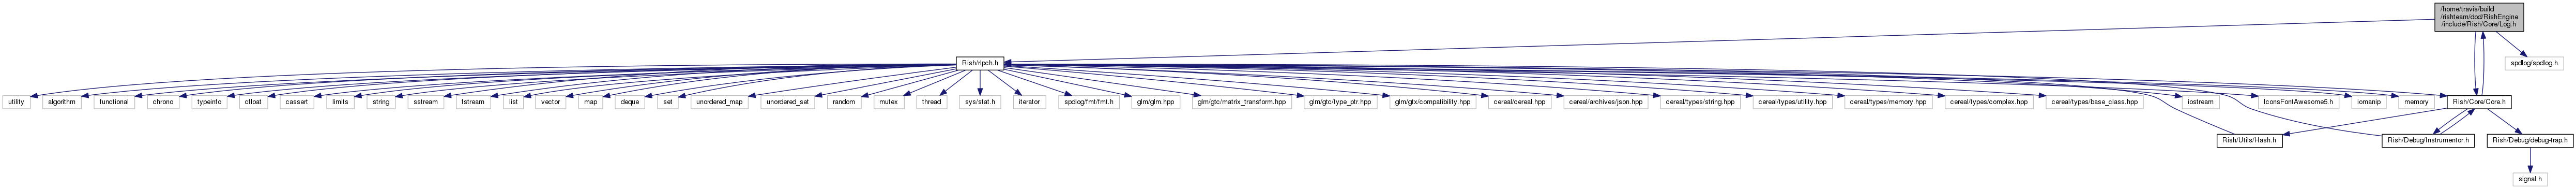 /home/travis/build
/rishteam/dod/RishEngine
/include/Rish/Core/Log.h
Rish/rlpch.h
spdlog/spdlog.h
utility
algorithm
functional
chrono
typeinfo
cfloat
cassert
limits
string
sstream
fstream
list
vector
map
deque
set
unordered_map
unordered_set
random
mutex
thread
sys/stat.h
iterator
spdlog/fmt/fmt.h
glm/glm.hpp
glm/gtc/matrix_transform.hpp
glm/gtc/type_ptr.hpp
glm/gtx/compatibility.hpp
cereal/cereal.hpp
cereal/archives/json.hpp
cereal/types/string.hpp
cereal/types/utility.hpp
cereal/types/memory.hpp
cereal/types/complex.hpp
cereal/types/base_class.hpp
iostream
IconsFontAwesome5.h
iomanip
memory
Rish/Core/Core.h
Rish/Utils/Hash.h
Rish/Debug/Instrumentor.h
Rish/Debug/debug-trap.h
signal.h